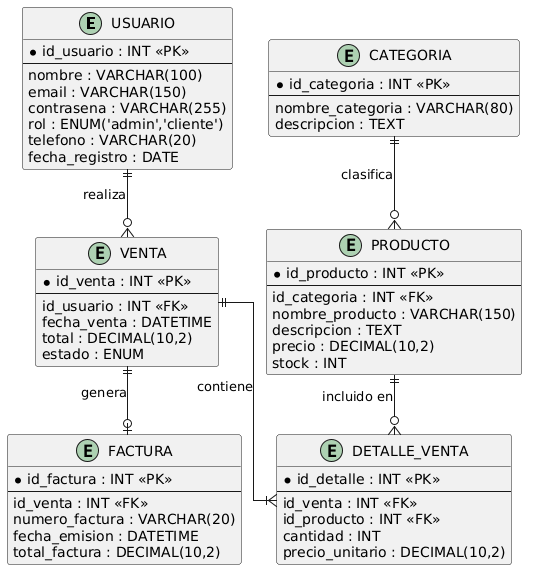 E USUARIO
* id_usuario : INT «PK»
nombre : VARCHAR(100)
email : VARCHAR(150)
contrasena : VARCHAR(255)
rol : ENUM('admin','cliente')
telefono : VARCHAR(20)
fecha_registro : DATE
E CATEGORIA
* id_categoria : INT «PK»
nombre_categoria : VARCHAR(80)
descripcion : TEXT
realiza
clasifica
E VENTA
* id_venta : INT «PK»
id_usuario : INT «FK»
fecha_venta : DATETIME
total : DECIMAL(10,2)
estado : ENUM
E PRODUCTO
* id_producto : INT «PK»
id_categoria : INT «FK»
nombre_producto : VARCHAR(150)
descripcion : TEXT
precio : DECIMAL(10,2)
stock : INT
genera
contiene
incluido en
E FACTURA
* id_factura : INT «PK»
id_venta : INT «FK»
numero_factura : VARCHAR(20)
fecha_emision : DATETIME
total_factura : DECIMAL(10,2)
E DETALLE_VENTA
* id_detalle : INT «PK»
id_venta : INT «FK»
id_producto : INT «FK»
cantidad : INT
precio_unitario : DECIMAL(10,2)